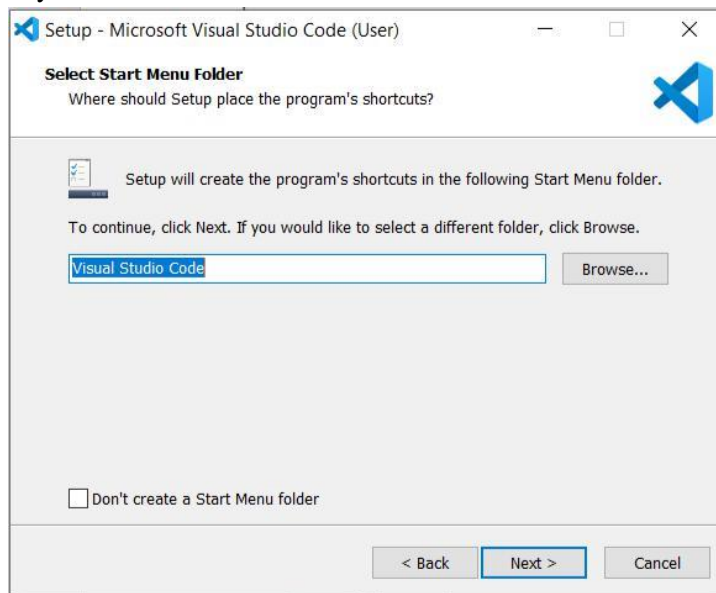 Setup - Microsoft Visual Studio Code (User)
Select Start Menu Folder
Where should Setup place the program's shortcuts?
Setup will create the program's shortcuts in the following Start Menu folder.
To continue, click Next. If you would like to select a different folder, click Browse.
Visual Studio Code
Browse...
Don't create a Start Menu folder
< Back
Next >
Cancel